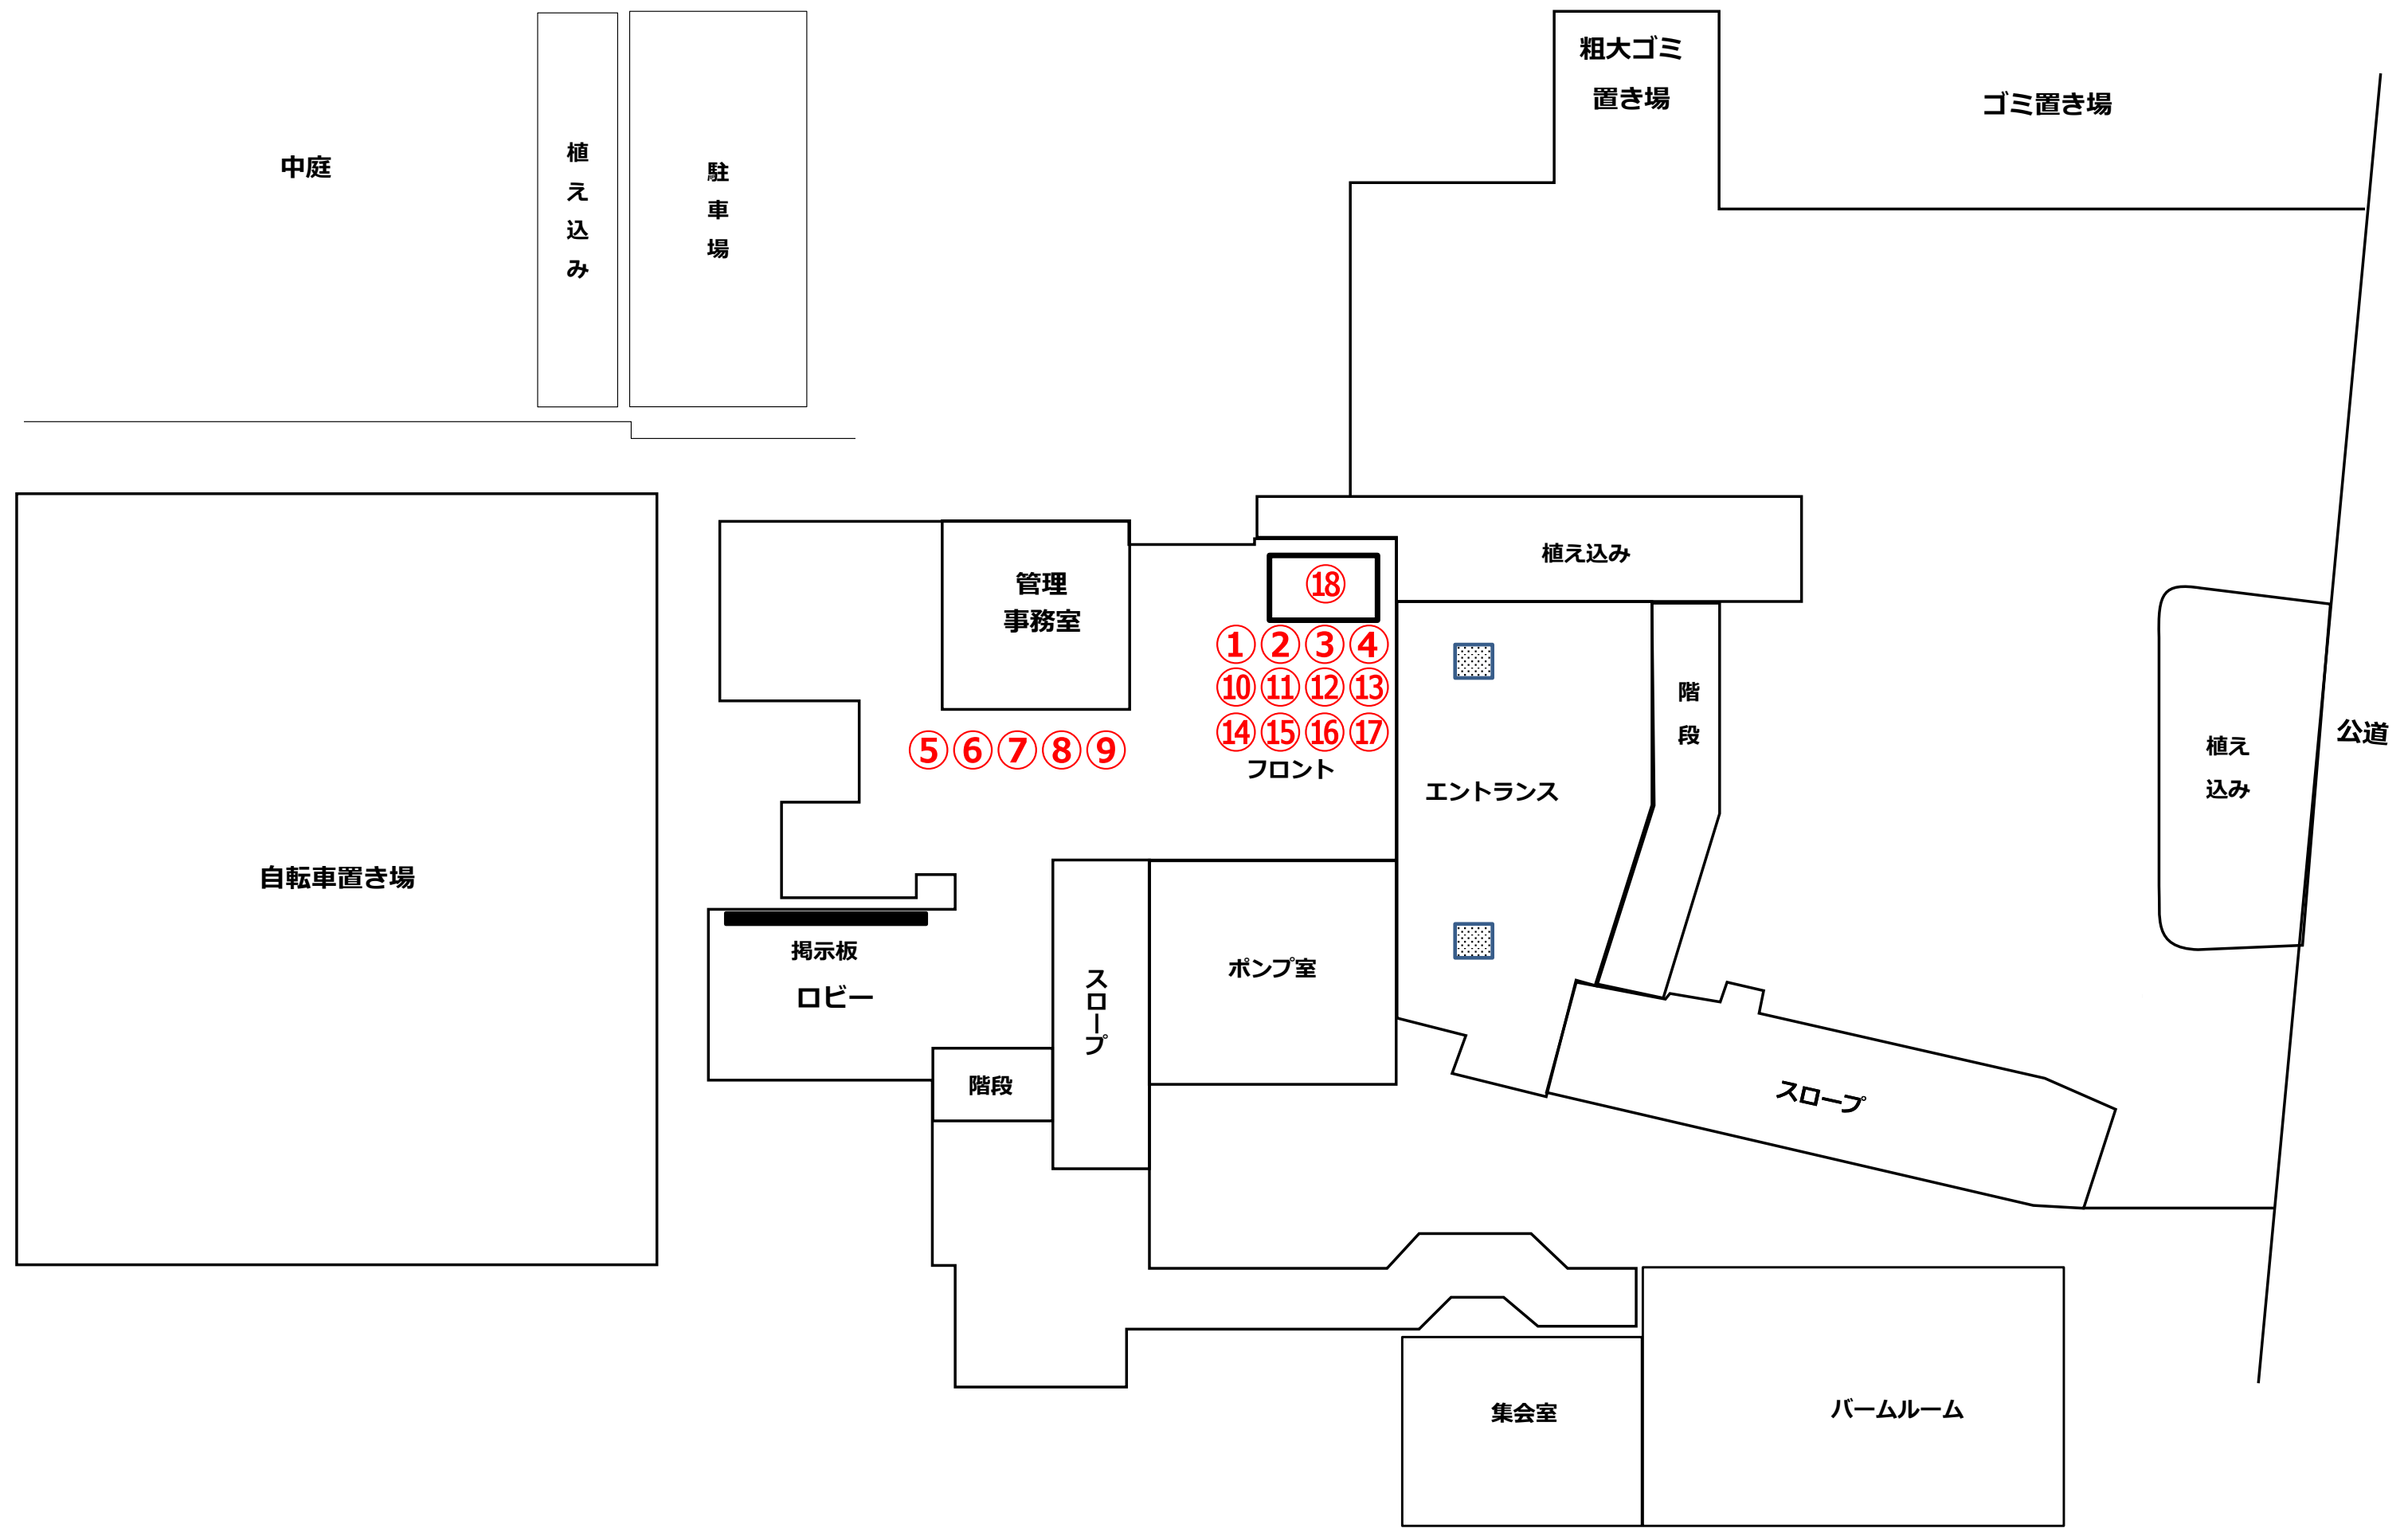 粗大ゴミ
置き場
ゴミ置き場
中庭
植え込み
駐車場
植え込み
管理
事務室
⑱
①②③④
⑩⑪⑫⑬
⑭⑮⑯⑰
フロント
⑤⑥⑦⑧⑨
階段
エントランス
植え
込み
公道
自転車置き場
掲示板
ロビー
スロープ
ポンプ室
階段
スロープ
集会室
バームルーム